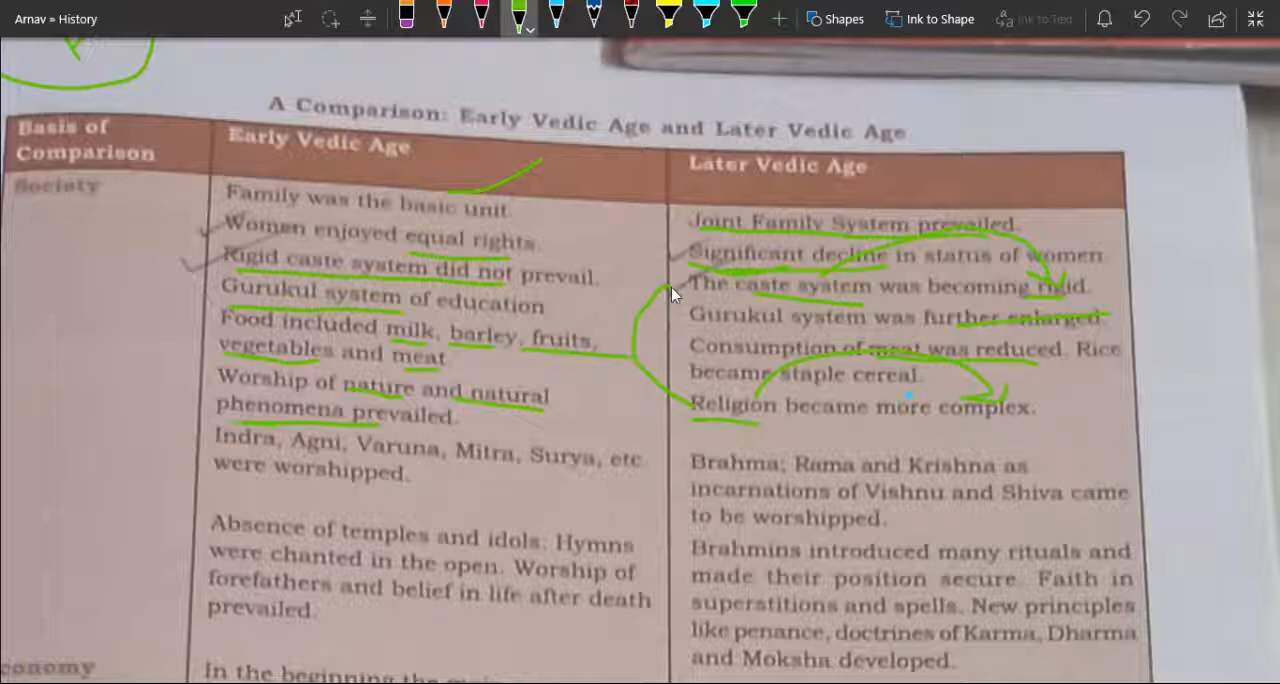 Arnav » History
Shapes
Ink to Shape
Ink to Text
A Comparison: Early Vedic Age and Later Vedic Age
Basis of
Comparison
Early Vedic Age
Later Vedic Age
Society
Family was the basic unit.
Women enjoyed equal rights.
Rigid caste system did not prevail.
Gurukul system of education
Food included milk, barley, fruits,
vegetables and meat
Worship of nature and natural
phenomena prevailed.
Indra, Agni, Varuna, Mitra, Surya, etc
were worshipped.
Absence of temples and idols. Hymns
were chanted in the open. Worship of
forefathers and belief in life after death
prevailed.
Joint Family System prevailed.
Significant decline in status of women.
The caste system was becoming rigid.
Gurukul system was further enlarged.
Consumption of meat was reduced. Rice
became staple cereal.
Religion became more complex.
Brahma; Rama and Krishna as
incarnations of Vishnu and Shiva came
to be worshipped.
Brahmins introduced many rituals and
made their position secure. Faith in
superstitions and spells. New principles
like penance, doctrines of Karma, Dharma
and Moksha developed.
conomy
In the beginning the